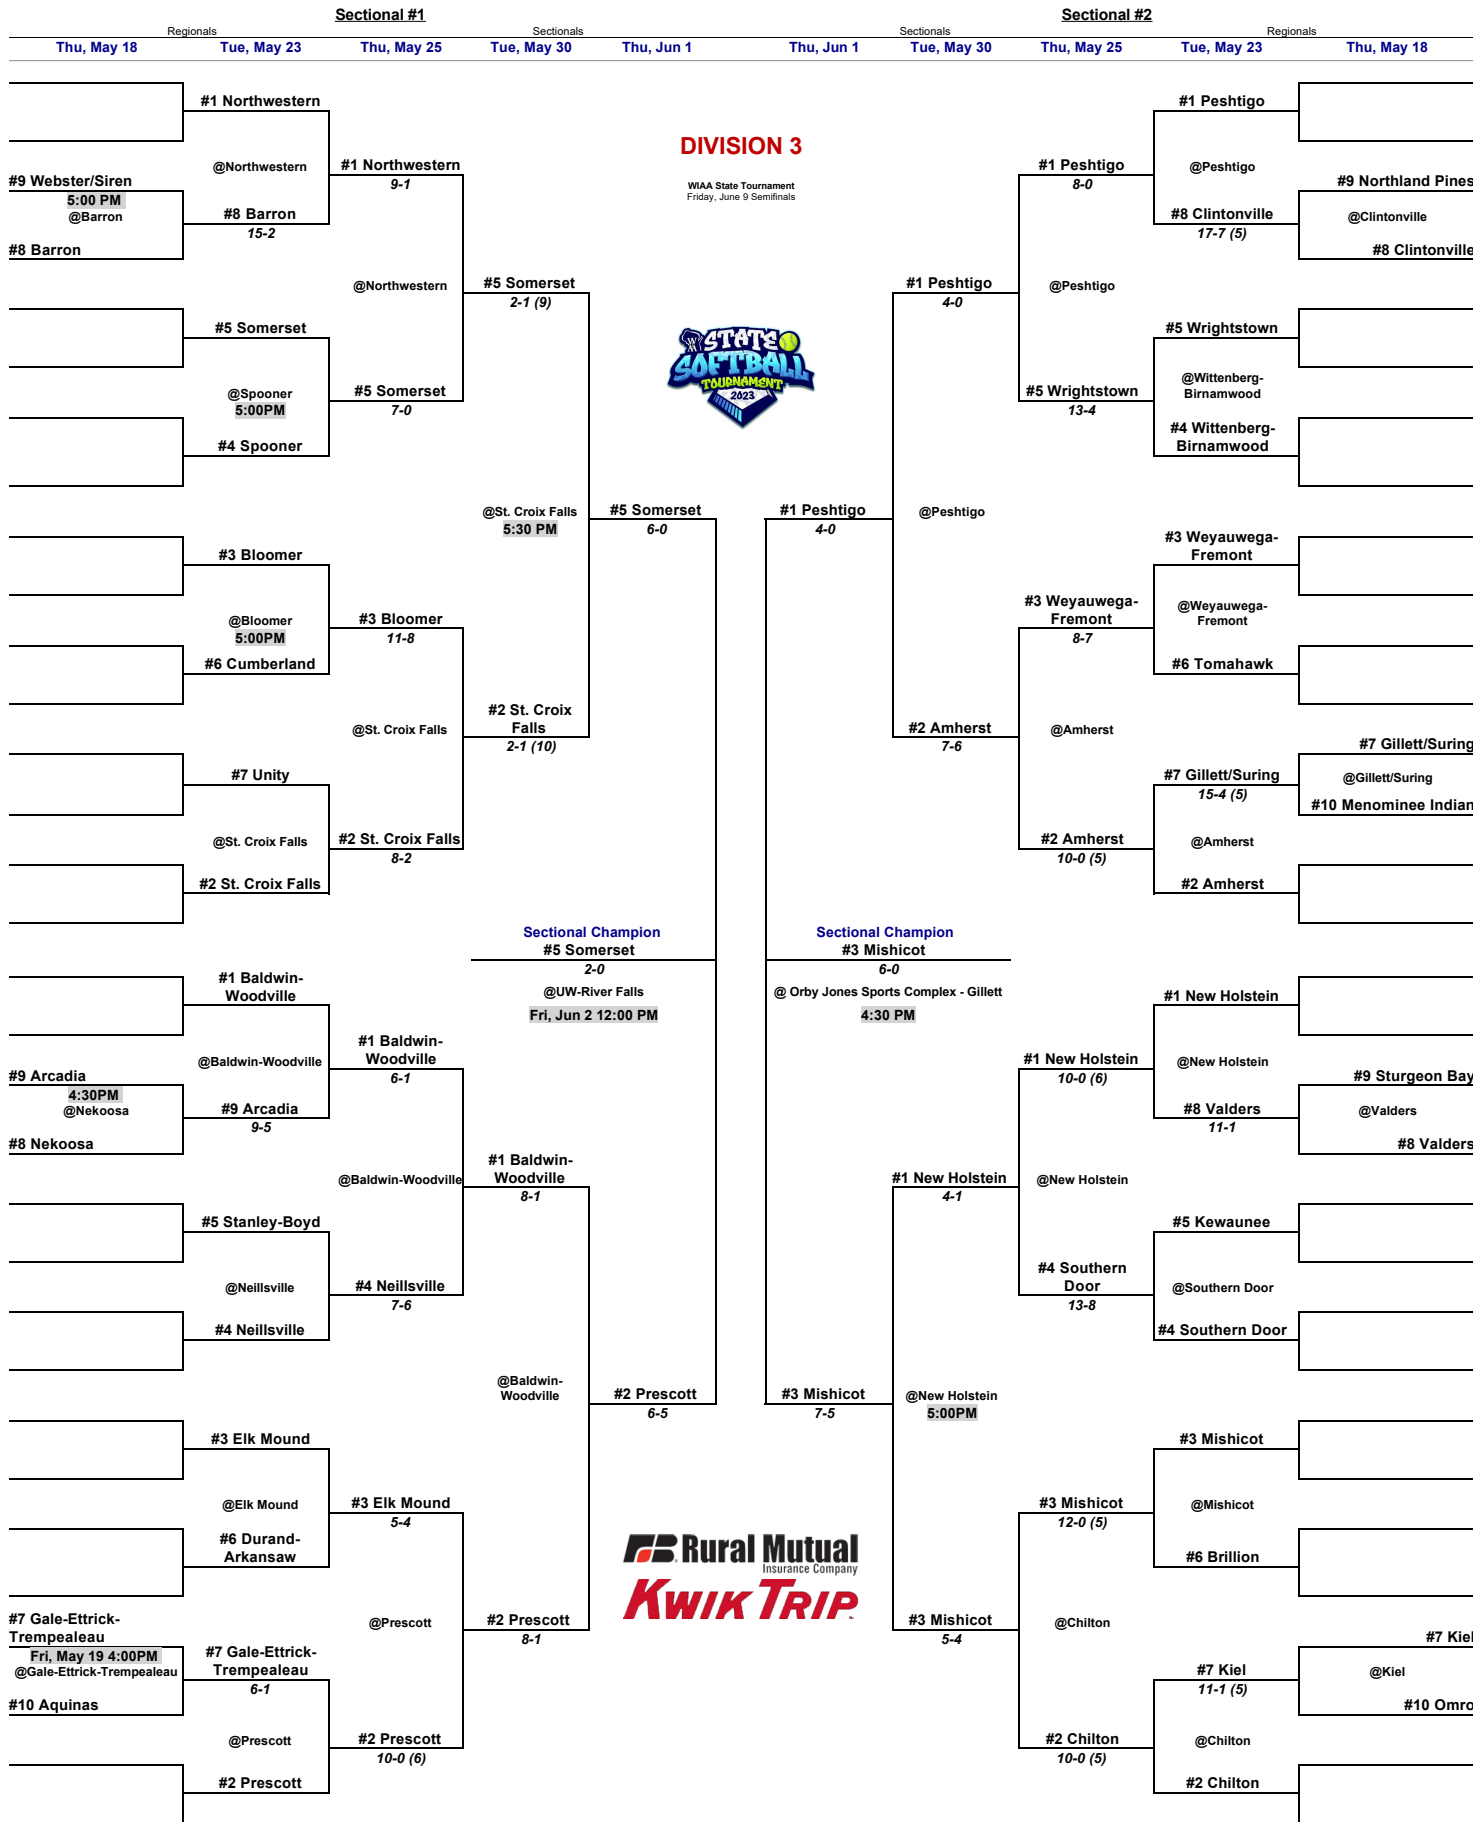 Sectional #1
Sectional #2
Regionals
Sectionals
Sectionals
Regionals
Thu, May 18
Tue, May 23
Thu, May 25
Tue, May 30
Thu, Jun 1
Thu, Jun 1
Tue, May 30
Thu, May 25
Tue, May 23
Thu, May 18
DIVISION 3
WIAA State Tournament
Friday, June 9 Semifinals
STATE
SOFTBALL
TOURNAMENT
2023
#9 Webster/Siren
5:00 PM
@Barron
#8 Barron
#1 Northwestern
@Northwestern
#8 Barron
15-2
#5 Somerset
@Spooner
5:00PM
#4 Spooner
#3 Bloomer
@Bloomer
5:00PM
#6 Cumberland
#7 Unity
@St. Croix Falls
#2 St. Croix Falls
#1 Northwestern
9-1
@Northwestern
#5 Somerset
7-0
#3 Bloomer
11-8
@St. Croix Falls
#2 St. Croix Falls
8-2
#5 Somerset
2-1 (9)
@St. Croix Falls
5:30 PM
#2 St. Croix
Falls
2-1 (10)
#5 Somerset
6-0
Sectional Champion
#5 Somerset
2-0
@UW-River Falls
Fri, Jun 2 12:00 PM
#9 Arcadia
4:30PM
@Nekoosa
#8 Nekoosa
#7 Gale-Ettrick-
Trempealeau
Fri, May 19 4:00PM
@Gale-Ettrick-Trempealeau
#10 Aquinas
#1 Baldwin-
Woodville
@Baldwin-Woodville
#9 Arcadia
9-5
#5 Stanley-Boyd
@Neillsville
#4 Neillsville
#3 Elk Mound
@Elk Mound
#6 Durand-
Arkansaw
#7 Gale-Ettrick-
Trempealeau
6-1
@Prescott
#2 Prescott
#1 Baldwin-
Woodville
6-1
@Baldwin-Woodville
#4 Neillsville
7-6
#3 Elk Mound
5-4
@Prescott
#2 Prescott
10-0 (6)
#1 Baldwin-
Woodville
8-1
@Baldwin-
Woodville
#2 Prescott
8-1
#2 Prescott
6-5
#1 Peshtigo
4-0
Sectional Champion
#3 Mishicot
6-0
@ Orby Jones Sports Complex - Gillett
4:30 PM
#3 Mishicot
7-5
#1 Peshtigo
4-0
@Peshtigo
#2 Amherst
7-6
#1 Peshtigo
8-0
@Peshtigo
#5 Wrightstown
13-4
#3 Weyauwega-
Fremont
8-7
@Amherst
#2 Amherst
10-0 (5)
#1 Peshtigo
@Peshtigo
#8 Clintonville
17-7 (5)
#5 Wrightstown
@Wittenberg-
Birnamwood
#4 Wittenberg-
Birnamwood
#3 Weyauwega-
Fremont
@Weyauwega-
Fremont
#6 Tomahawk
#7 Gillett/Suring
15-4 (5)
@Amherst
#2 Amherst
#9 Northland Pines
@Clintonville
#8 Clintonville
#7 Gillett/Suring
@Gillett/Suring
#10 Menominee Indian
#1 New Holstein
4-1
@New Holstein
5:00PM
#3 Mishicot
5-4
#1 New Holstein
10-0 (6)
@New Holstein
#4 Southern
Door
13-8
#3 Mishicot
12-0 (5)
@Chilton
#2 Chilton
10-0 (5)
#1 New Holstein
@New Holstein
#8 Valders
11-1
#5 Kewaunee
@Southern Door
#4 Southern Door
#3 Mishicot
@Mishicot
#6 Brillion
#7 Kiel
11-1 (5)
@Chilton
#2 Chilton
#9 Sturgeon Bay
@Valders
#8 Valders
#7 Kiel
@Kiel
#10 Omro
Rural Mutual
Insurance Company
KWIK TRIP